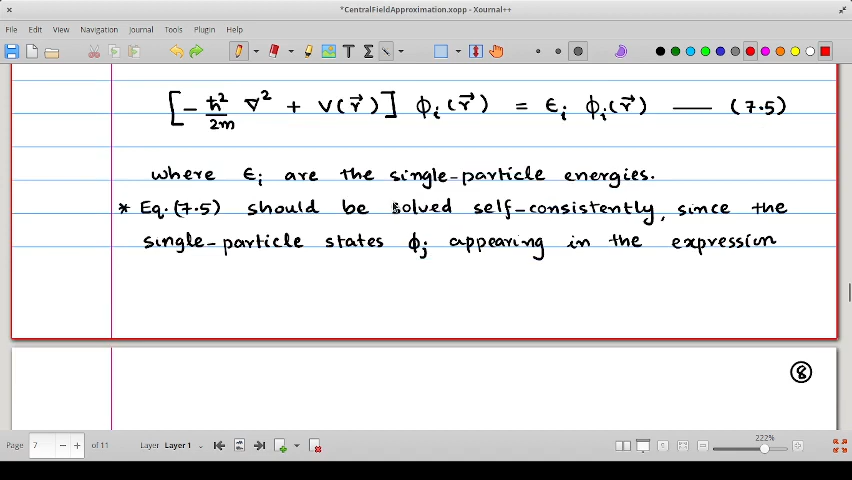 *CentralFieldApproximation.xopp - Xournal++
File Edit View Navigation Journal Tools Plugin Help
[-ħ²/2m ∇² + V(r⃗)] ϕᵢ(r⃗) = ϵᵢ ϕᵢ(r⃗) —— (7.5)
where ϵᵢ are the single-particle energies.
* Eq.(7.5) should be solved self-consistently, since the
single-particle states ϕⱼ appearing in the expression
8
Page 7 of 11 Layer Layer 1 222%